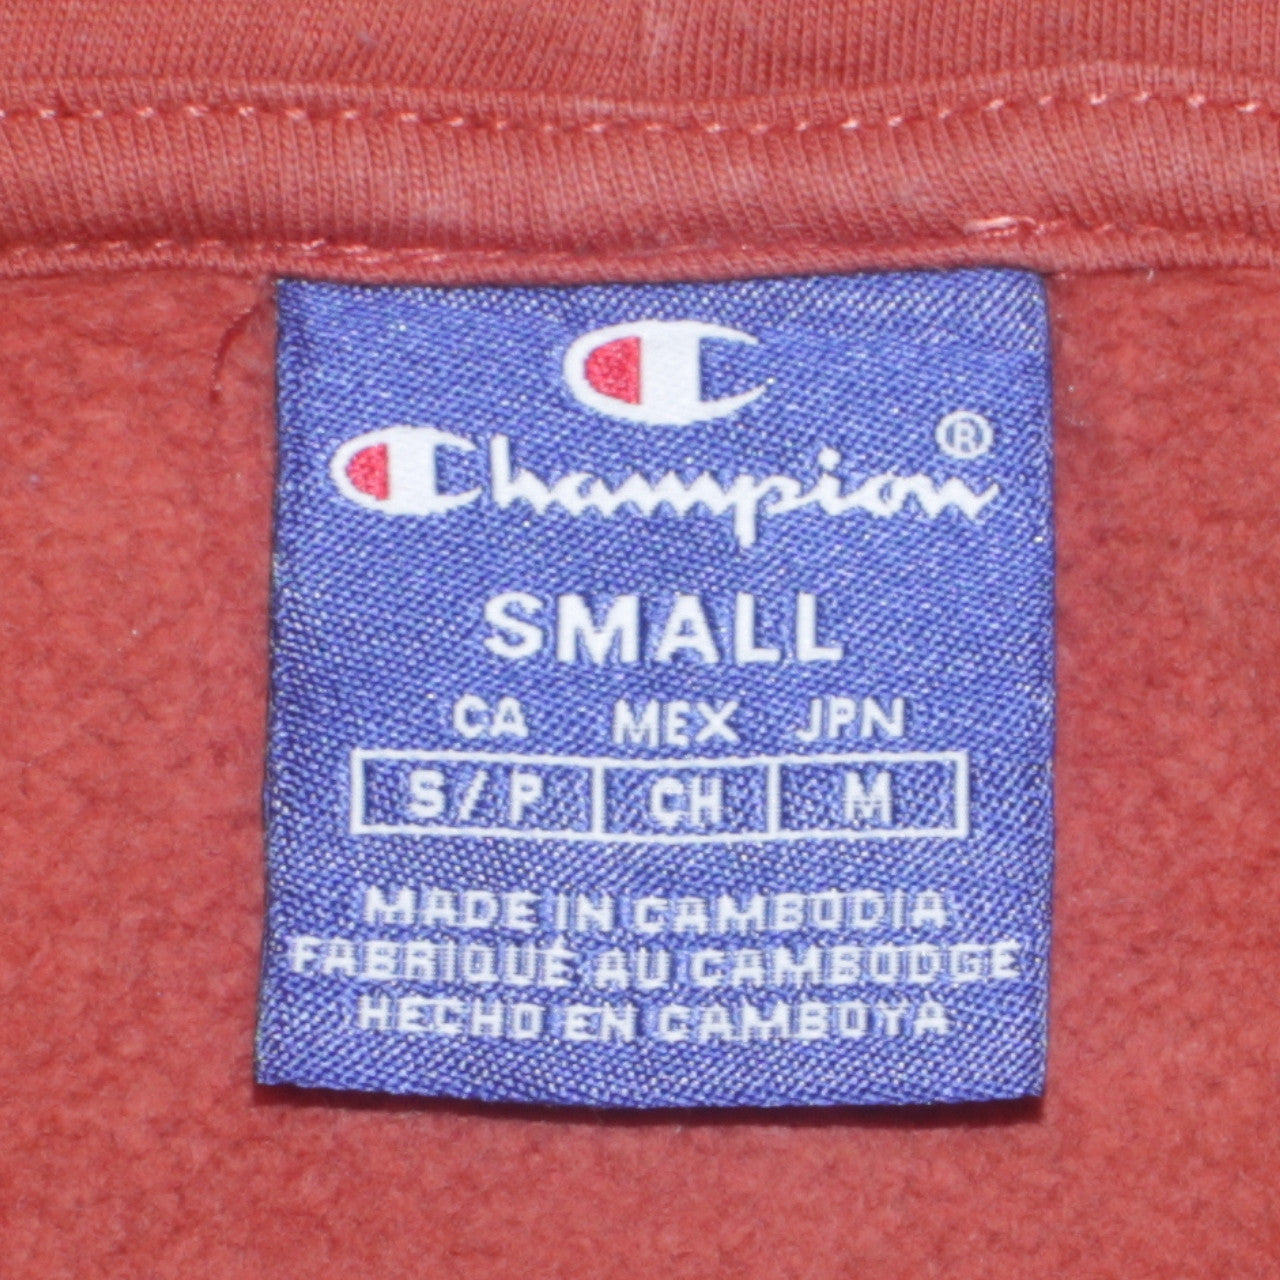 Champion®
SMALL
CA MEX JPN
S/P CH M
MADE IN CAMBODIA
FABRIQUÉ AU CAMBODGE
HECHO EN CAMBOYA